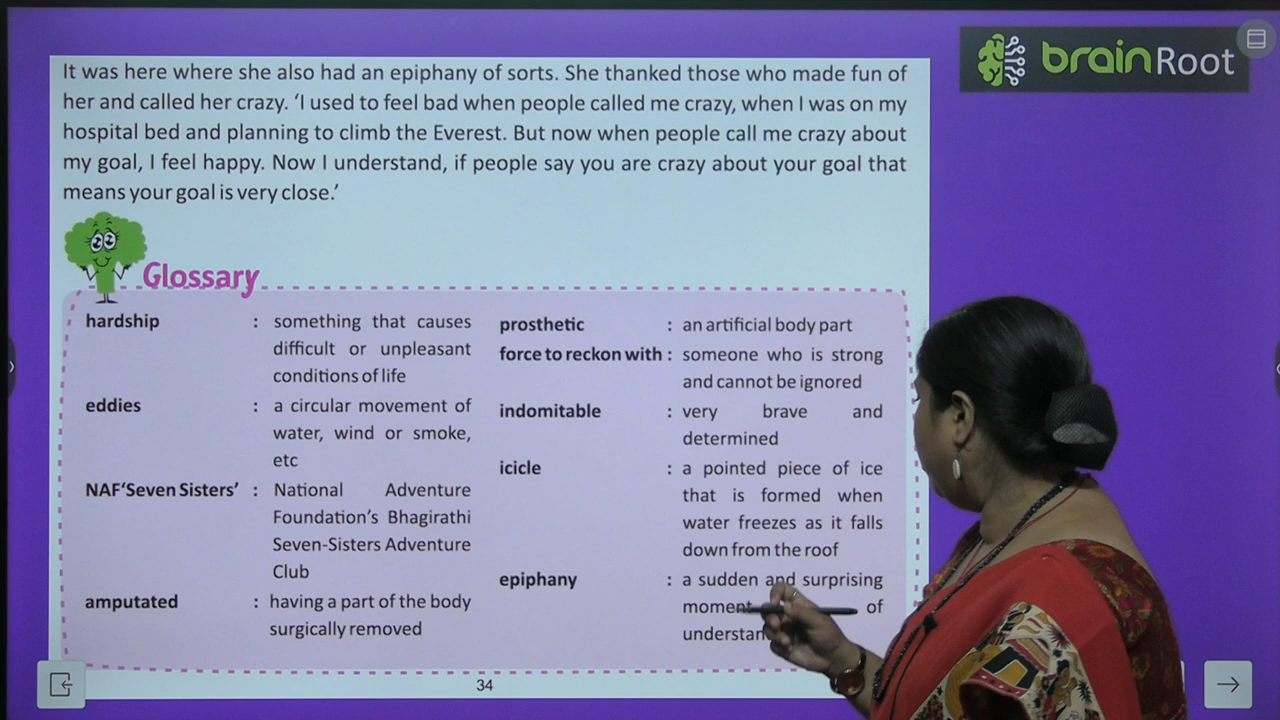 brainRoot
It was here where she also had an epiphany of sorts. She thanked those who made fun of
her and called her crazy. ‘I used to feel bad when people called me crazy, when I was on my
hospital bed and planning to climb the Everest. But now when people call me crazy about
my goal, I feel happy. Now I understand, if people say you are crazy about your goal that
means your goal is very close.’
Glossary
hardship : something that causes
difficult or unpleasant
conditions of life
eddies : a circular movement of
water, wind or smoke,
etc
NAF‘Seven Sisters’ : National Adventure
Foundation’s Bhagirathi
Seven-Sisters Adventure
Club
amputated : having a part of the body
surgically removed
prosthetic : an artificial body part
force to reckon with : someone who is strong
and cannot be ignored
indomitable : very brave and
determined
icicle : a pointed piece of ice
that is formed when
water freezes as it falls
down from the roof
epiphany : a sudden and surprising
moment of
34